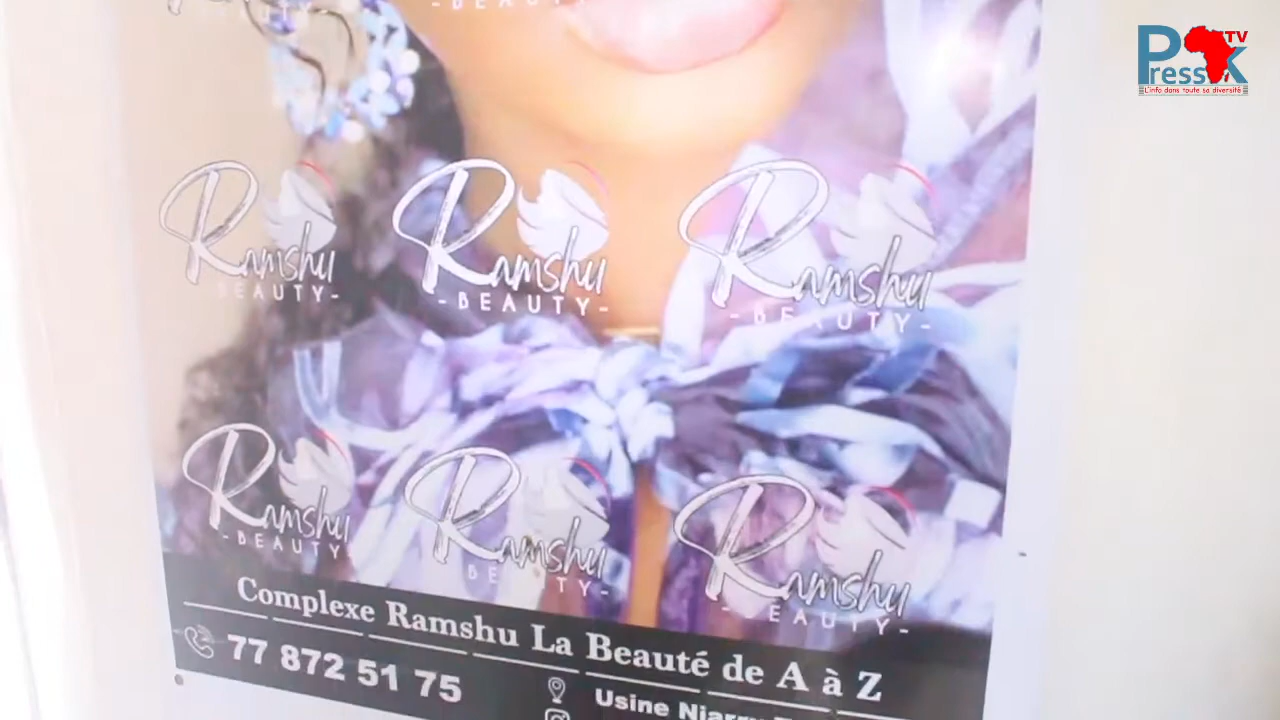 Press k TV
L'info dans toute sa diversité
- BEAUTY
Ramshu
BEAUTY-
Ramshu
-BEAUTY-
Ramshu
-BEAUTY-
Ramshu
-BEAUTY-
Ramshu
BEAUTY-
Ramshu
-BEAUTY-
Complexe Ramshu La Beauté de A à Z
77 872 51 75
Usine